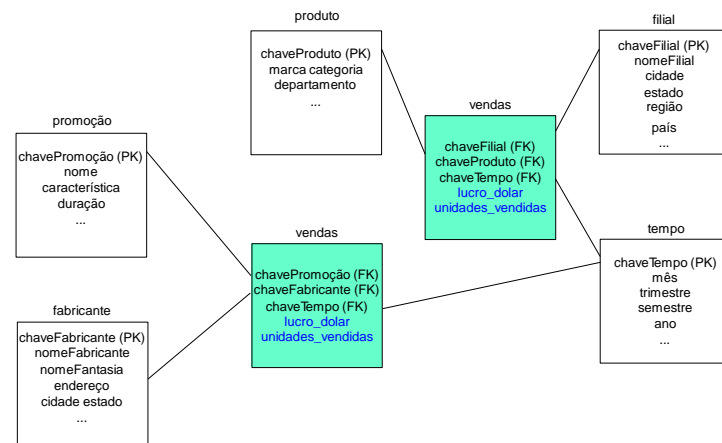 produto
chaveProduto (PK)
marca categoria
departamento
...
filial
chaveFilial (PK)
nomeFilial
cidade
estado
região
país
...
vendas
chaveFilial (FK)
chaveProduto (FK)
chaveTempo (FK)
lucro_dolar
unidades_vendidas
promoção
chavePromoção (PK)
nome
característica
duração
...
vendas
chavePromoção (FK)
chaveFabricante (FK)
chaveTempo (FK)
lucro_dolar
unidades_vendidas
tempo
chaveTempo (PK)
mês
trimestre
semestre
ano
...
fabricante
chaveFabricante (PK)
nomeFabricante
nomeFantasia
endereço
cidade estado
...